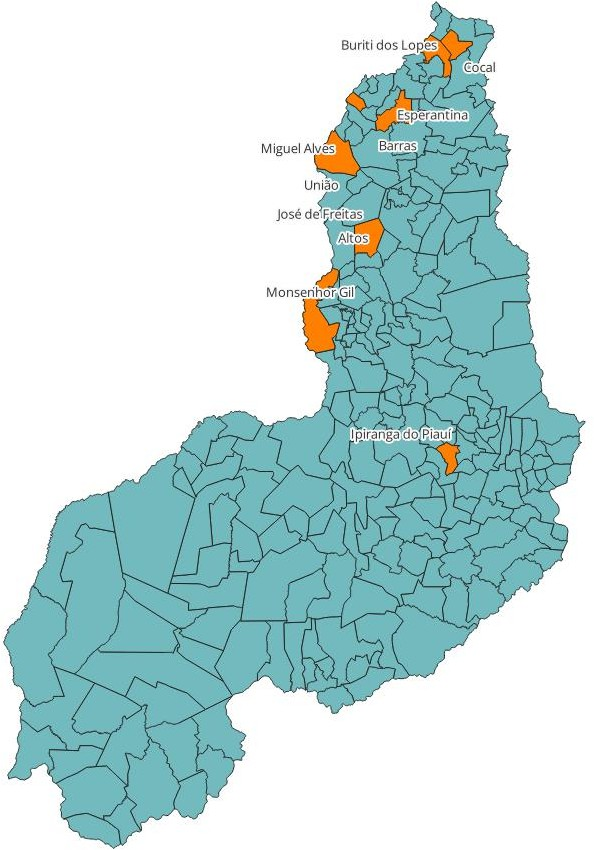 Buriti dos Lopes
Cocal
Esperantina
Barras
Miguel Alves
União
José de Freitas
Altos
Monsenhor Gil
Ipiranga do Piauí